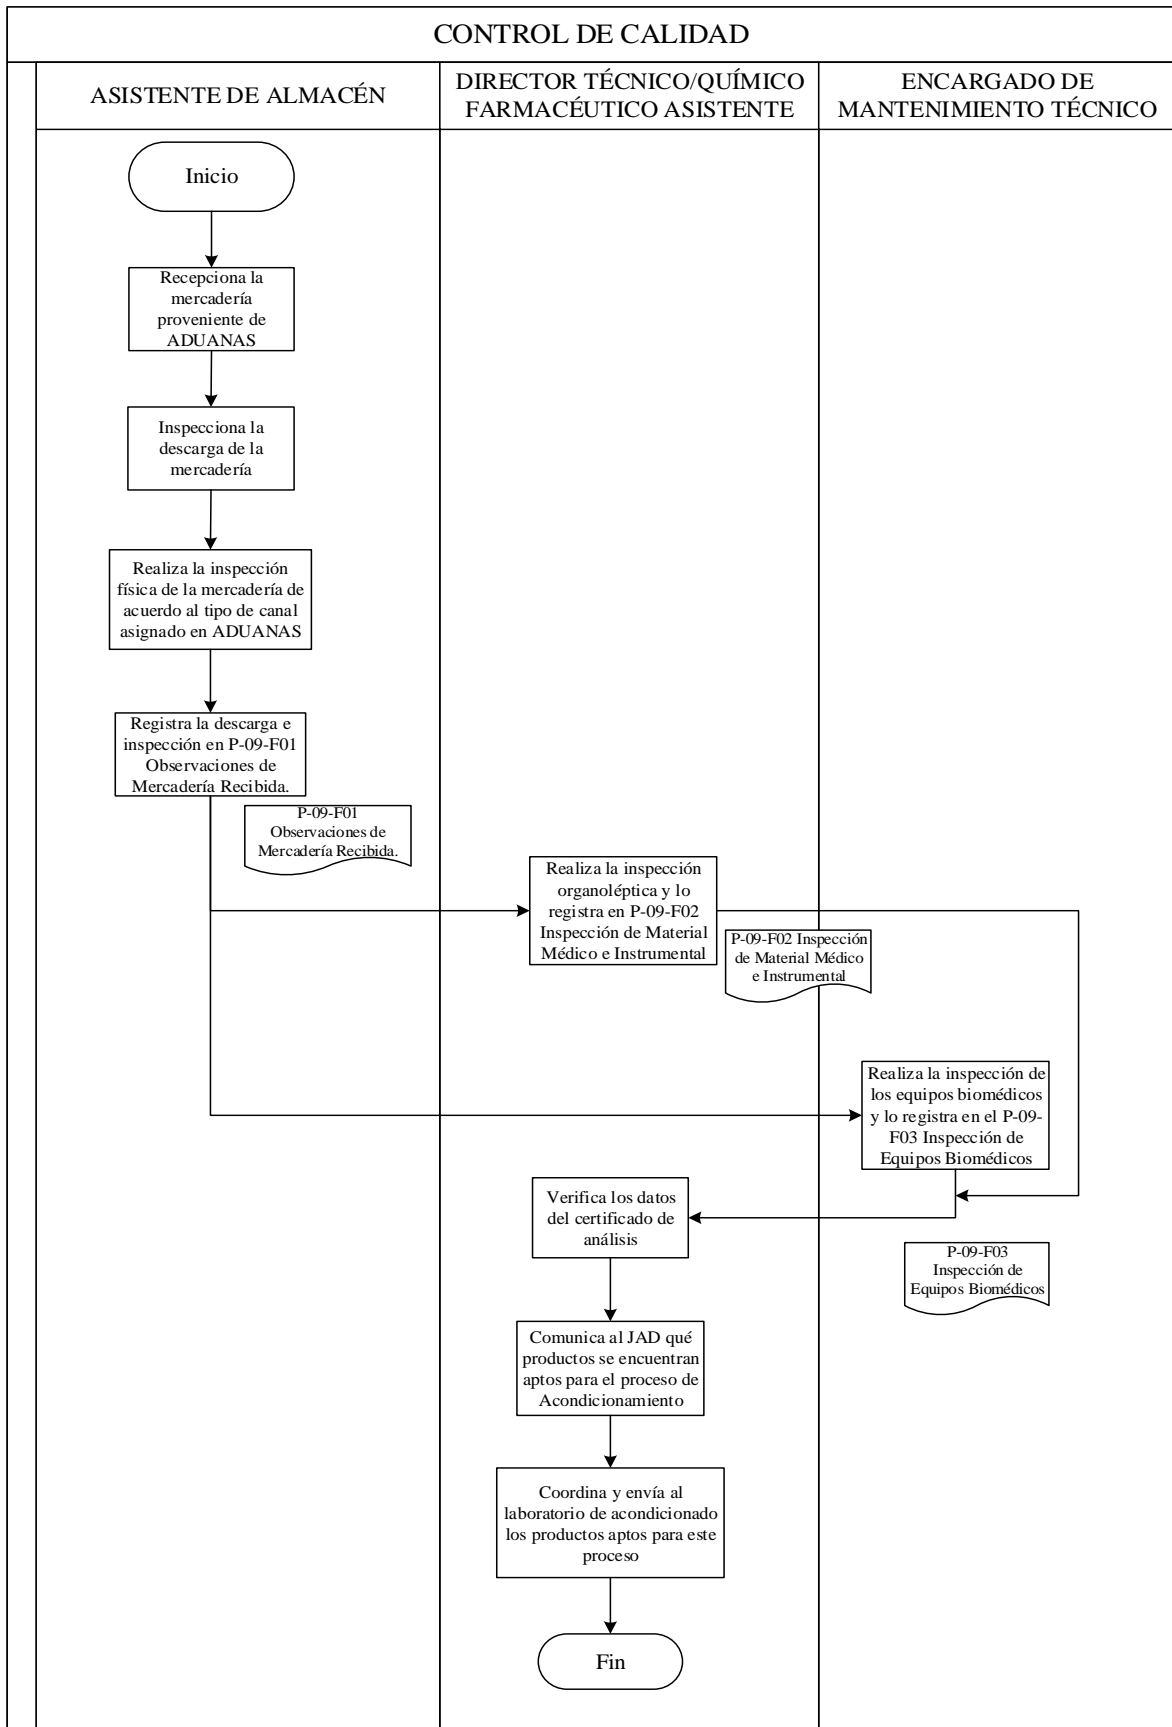 CONTROL DE CALIDAD
ASISTENTE DE ALMACÉN
DIRECTOR TÉCNICO/QUÍMICO
FARMACÉUTICO ASISTENTE
ENCARGADO DE
MANTENIMIENTO TÉCNICO
Inicio
Recepciona la
mercadería
proveniente de
ADUANAS
Inspecciona la
descarga de la
mercadería
Realiza la inspección
física de la mercadería de
acuerdo al tipo de canal
asignado en ADUANAS
Registra la descarga e
inspección en P-09-F01
Observaciones de
Mercadería Recibida.
P-09-F01
Observaciones de
Mercadería Recibida.
Realiza la inspección
organoléptica y lo
registra en P-09-F02
Inspección de Material
Médico e Instrumental
P-09-F02 Inspección
de Material Médico
e Instrumental
Realiza la inspección de
los equipos biomédicos
y lo registra en el P-09-
F03 Inspección de
Equipos Biomédicos
Verifica los datos
del certificado de
análisis
P-09-F03
Inspección de
Equipos Biomédicos
Comunica al JAD qué
productos se encuentran
aptos para el proceso de
Acondicionamiento
Coordina y envía al
laboratorio de acondicionado
los productos aptos para este
proceso
Fin